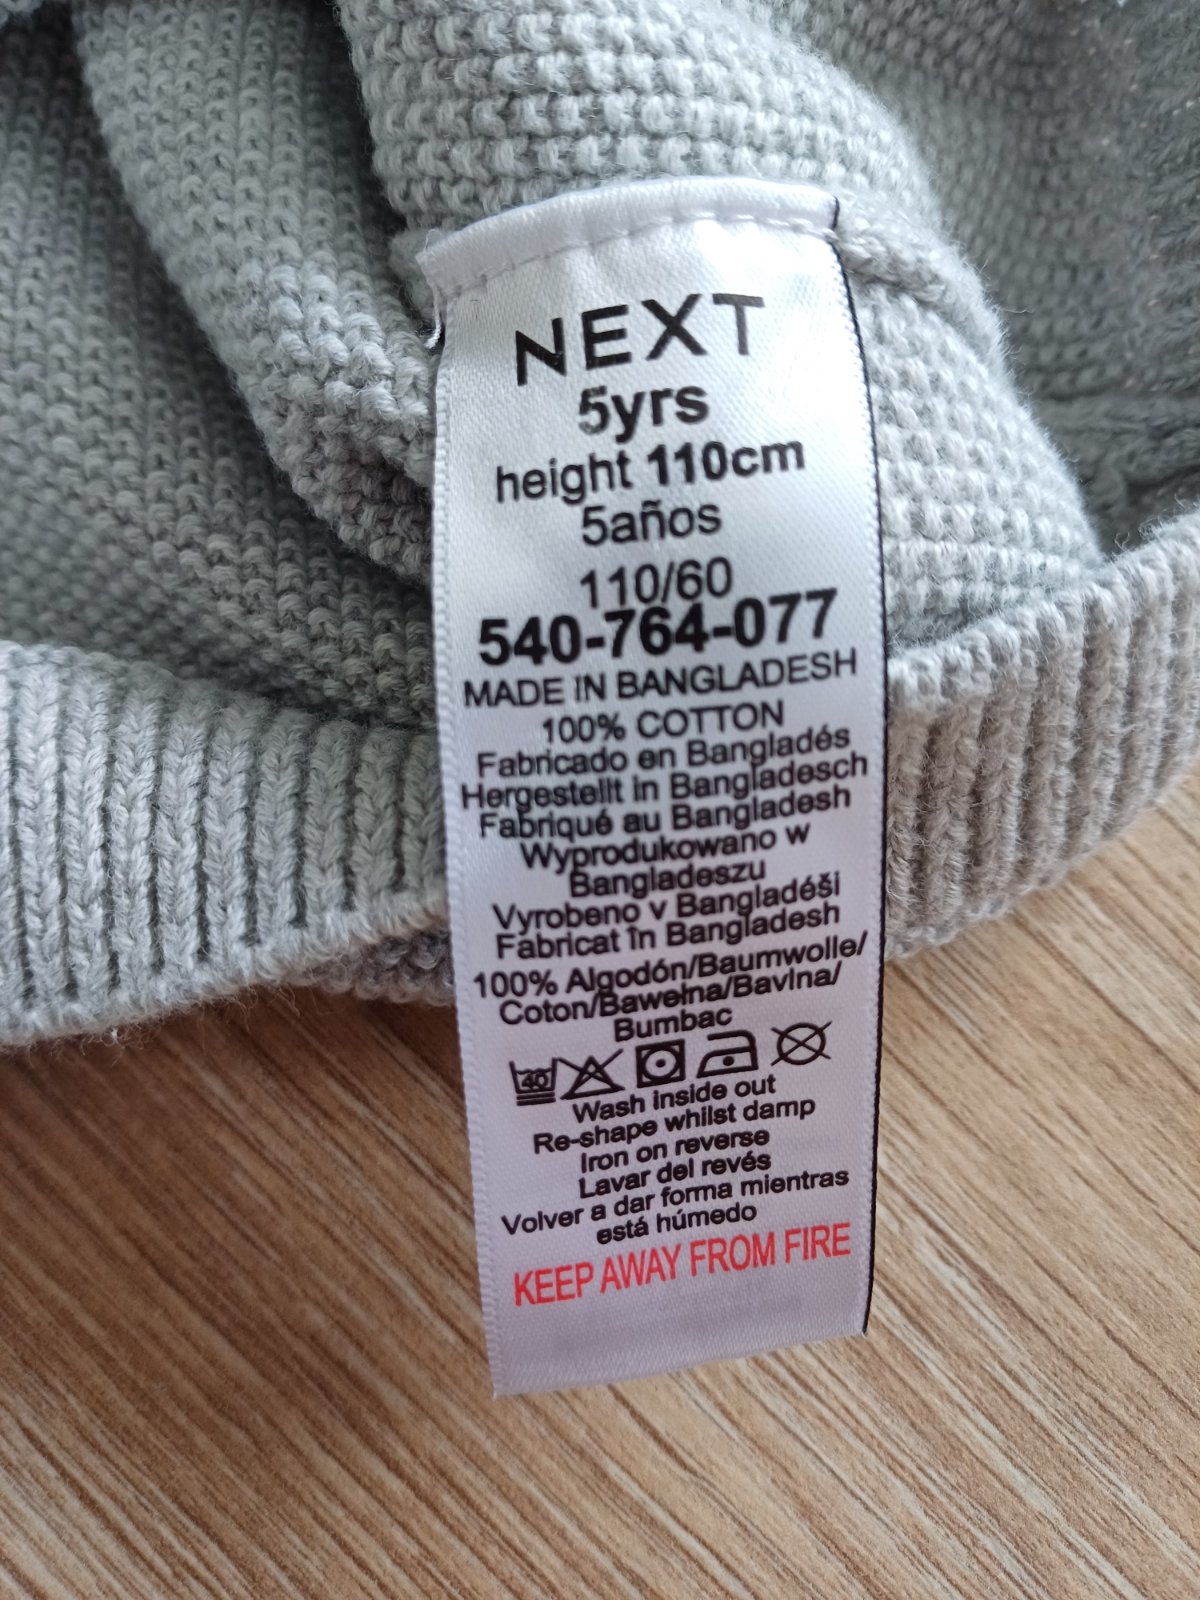 NEXT
5yrs
height 110cm
5años
110/60
540-764-077
MADE IN BANGLADESH
100% COTTON
Fabricado en Bangladés
Hergestellt in Bangladesch
Fabriqué au Bangladesh
Wyprodukowano w
Bangladeszu
Vyrobeno v Bangladéši
Fabricat în Bangladesh
100% Algodón/Baumwolle/
Coton/Bawełna/Bavlna/
Bumbac
40
Wash inside out
Re-shape whilst damp
Iron on reverse
Lavar del revés
Volver a dar forma mientras
está húmedo
KEEP AWAY FROM FIRE